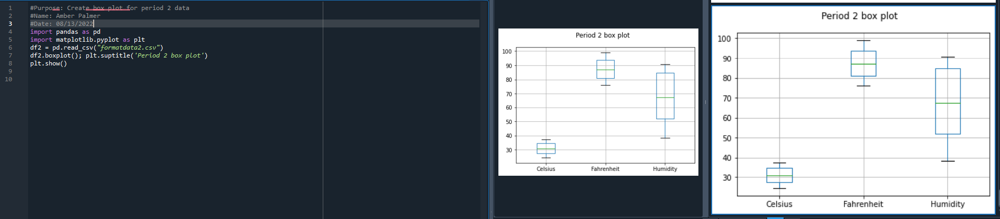 1 #Purpose: Create box plot for period 2 data
2 #Name: Amber Palmer
3 #Date: 08/13/2022
4 import pandas as pd
5 import matplotlib.pyplot as plt
6 df2 = pd.read_csv("formatdata2.csv")
7 df2.boxplot(); plt.suptitle('Period 2 box plot')
8 plt.show()
9
10
Period 2 box plot
100
90
80
70
60
50
40
30
Celsius Fahrenheit Humidity
Period 2 box plot
100
90
80
70
60
50
40
30
Celsius Fahrenheit Humidity